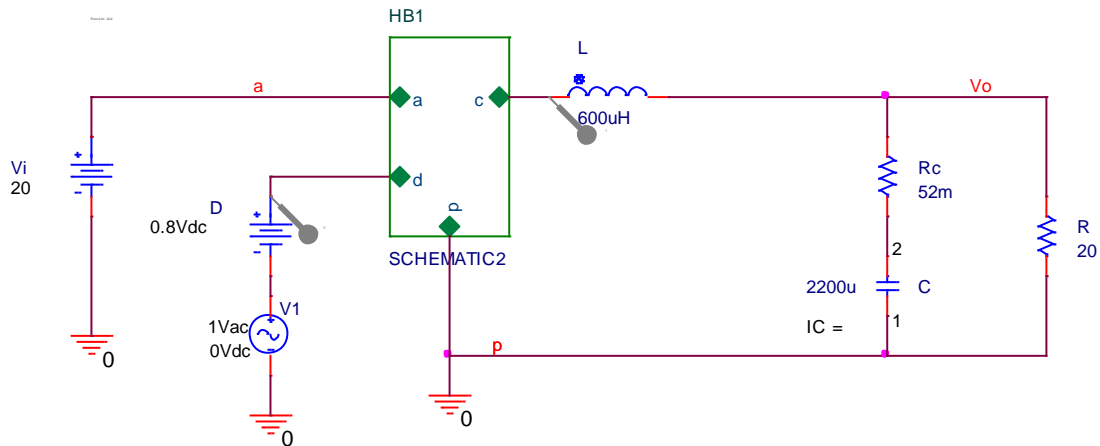 HB1
L
a
a
c
Vo
600uH
Vi
20
+
-
Rc
52m
d
D
p
+
0.8Vdc
-
R
20
2
SCHEMATIC2
2200u
C
V1
1Vac
+
0Vdc
-
IC =
1
p
0
0
0